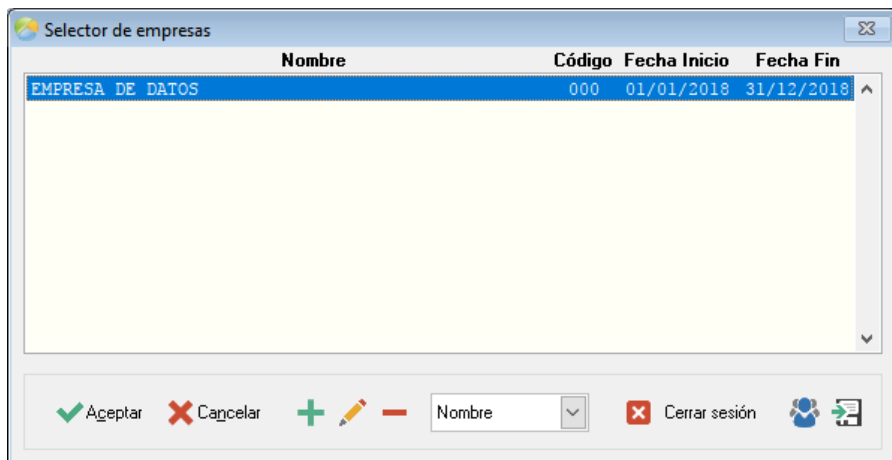 Selector de empresas
Nombre Código Fecha Inicio Fecha Fin
EMPRESA DE DATOS 000 01/01/2018 31/12/2018
Aceptar Cancelar Nombre Cerrar sesión